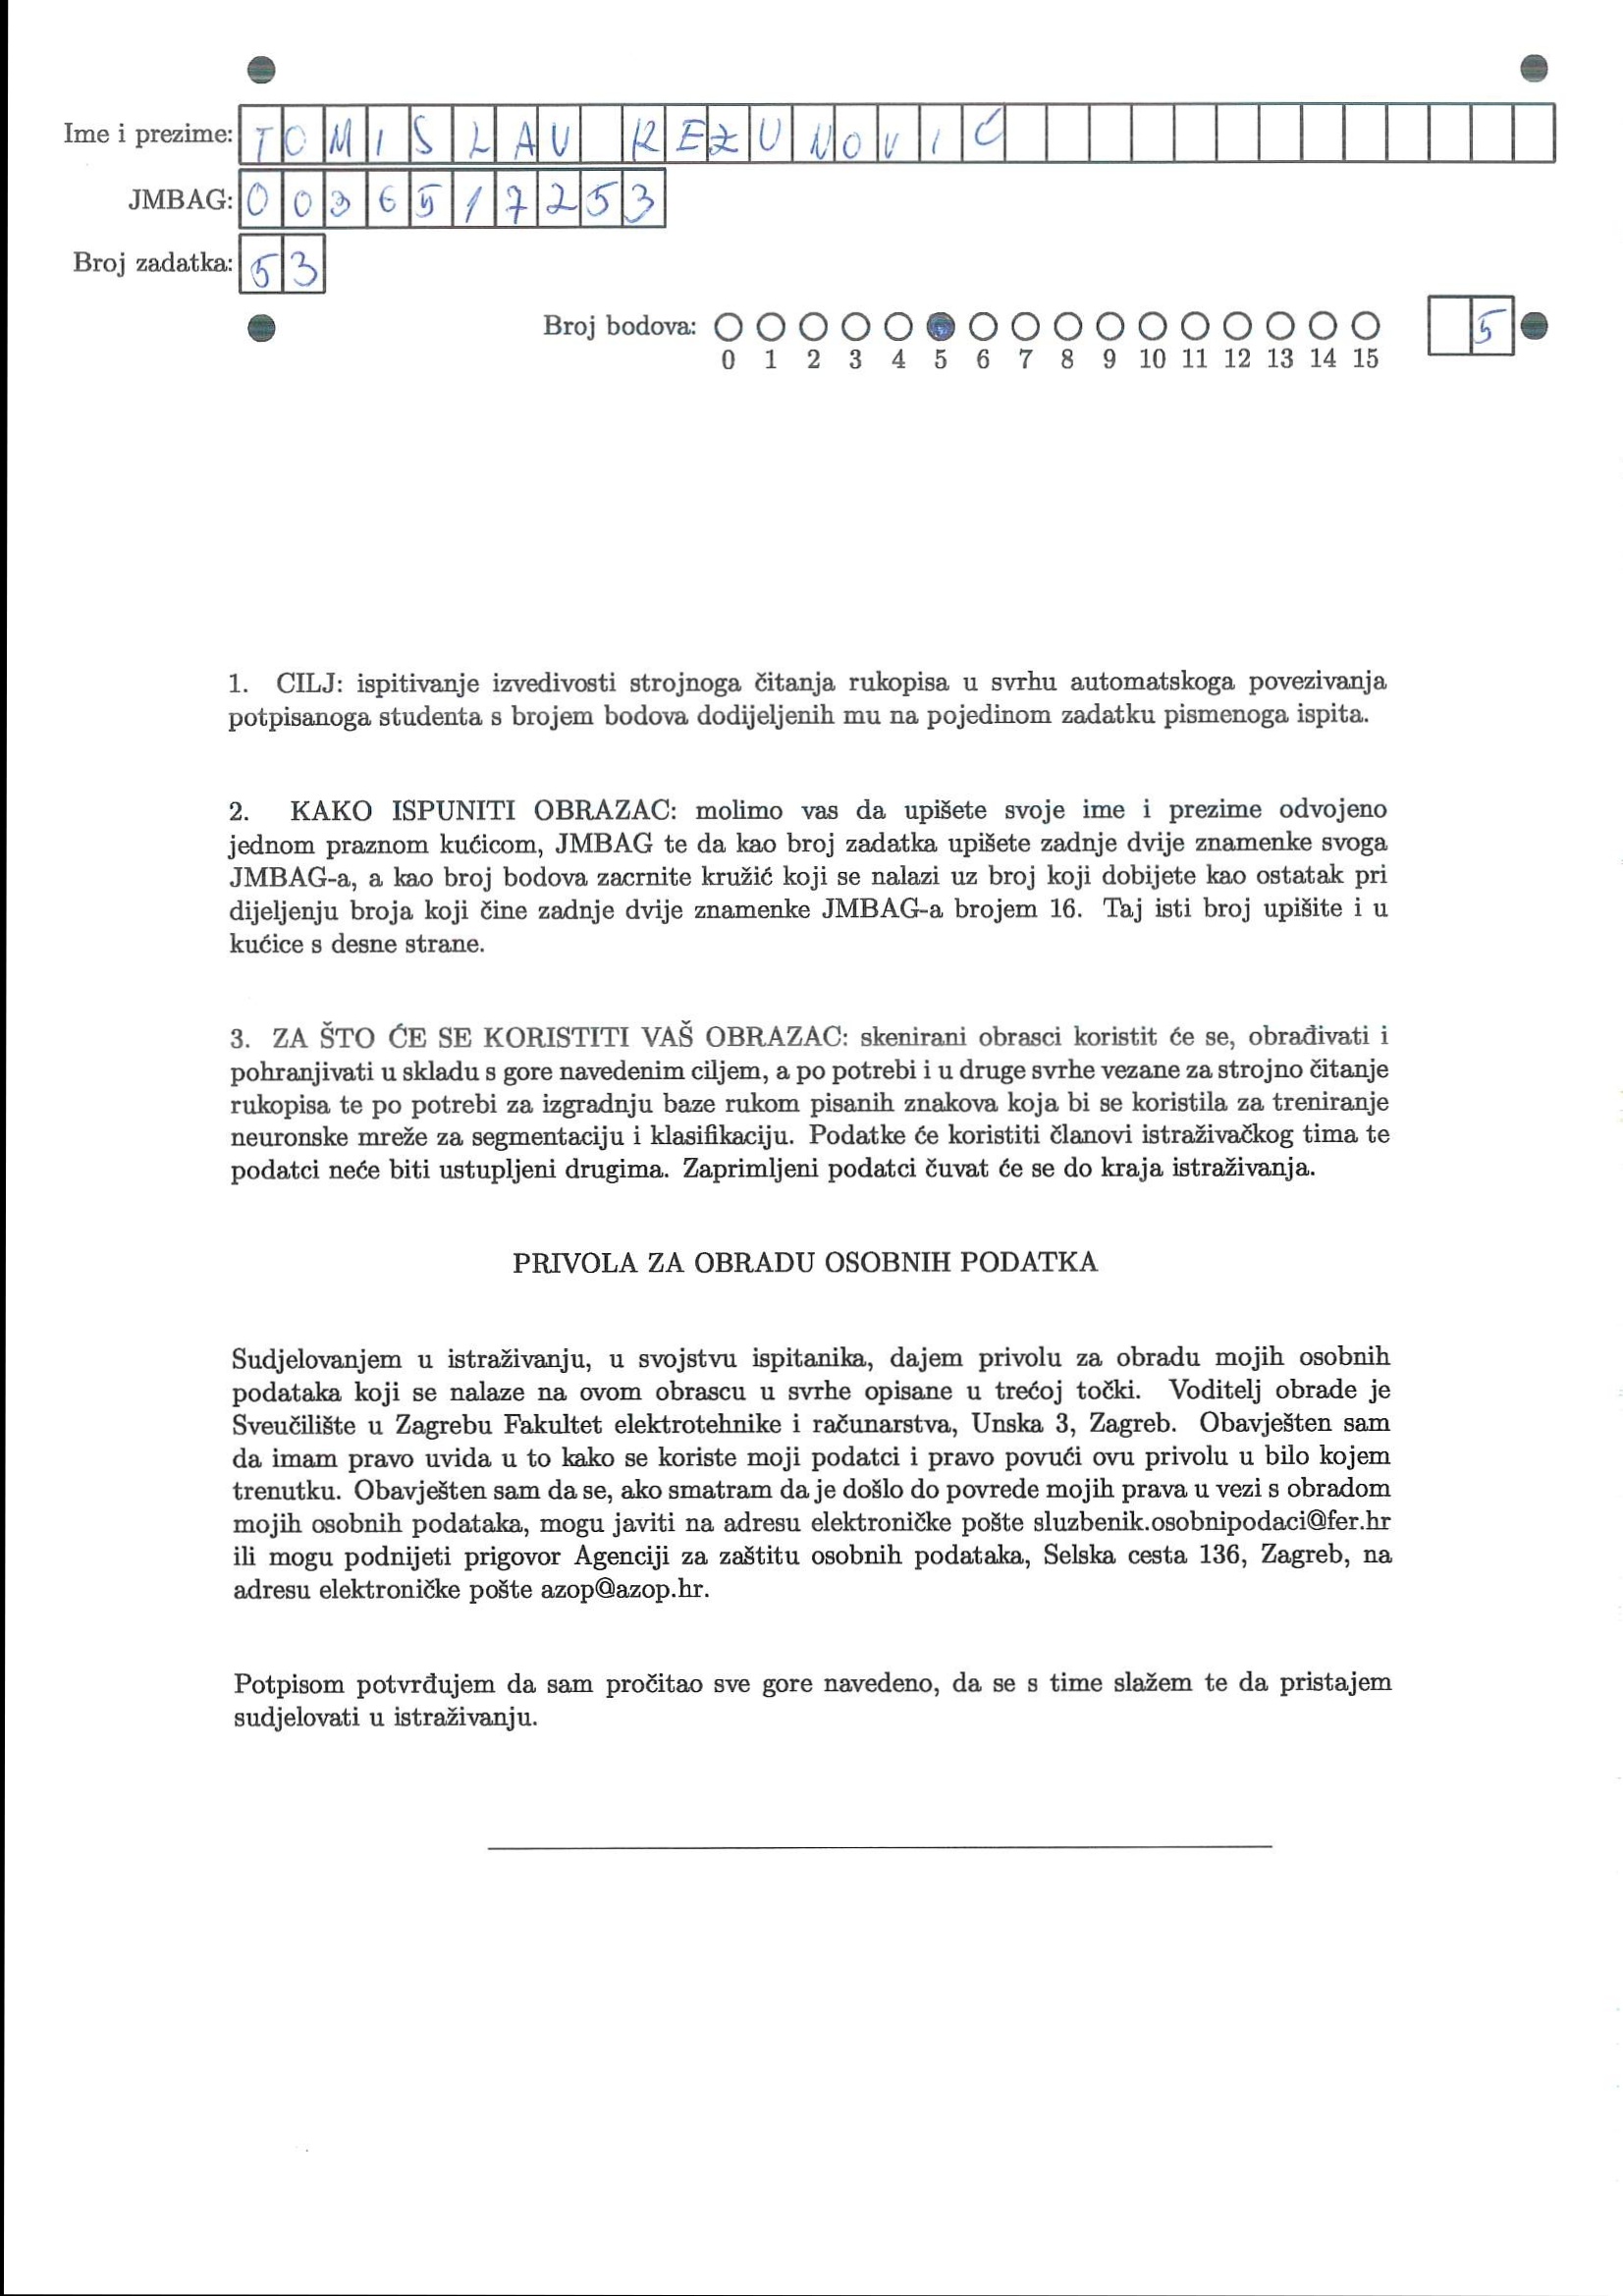 Ime i prezime: TOMISLAV REZUNOVIĆ
JMBAG: 0036517253
Broj zadatka: 53
Broj bodova: 5
0 1 2 3 4 5 6 7 8 9 10 11 12 13 14 15
1. CILJ: ispitivanje izvedivosti strojnoga čitanja rukopisa u svrhu automatskoga povezivanja
potpisanoga studenta s brojem bodova dodijeljenih mu na pojedinom zadatku pismenoga ispita.
2. KAKO ISPUNITI OBRAZAC: molimo vas da upišete svoje ime i prezime odvojeno
jednom praznom kućicom, JMBAG te da kao broj zadatka upišete zadnje dvije znamenke svoga
JMBAG-a, a kao broj bodova zacrnite kružić koji se nalazi uz broj koji dobijete kao ostatak pri
dijeljenju broja koji čine zadnje dvije znamenke JMBAG-a brojem 16. Taj isti broj upišite i u
kućice s desne strane.
3. ZA ŠTO ĆE SE KORISTITI VAŠ OBRAZAC: skenirani obrasci koristit će se, obrađivati i
pohranjivati u skladu s gore navedenim ciljem, a po potrebi i u druge svrhe vezane za strojno čitanje
rukopisa te po potrebi za izgradnju baze rukom pisanih znakova koja bi se koristila za treniranje
neuronske mreže za segmentaciju i klasifikaciju. Podatke će koristiti članovi istraživačkog tima te
podatci neće biti ustupljeni drugima. Zaprimljeni podatci čuvat će se do kraja istraživanja.
PRIVOLA ZA OBRADU OSOBNIH PODATKA
Sudjelovanjem u istraživanju, u svojstvu ispitanika, dajem privolu za obradu mojih osobnih
podataka koji se nalaze na ovom obrascu u svrhe opisane u trećoj točki. Voditelj obrade je
Sveučilište u Zagrebu Fakultet elektrotehnike i računarstva, Unska 3, Zagreb. Obavješten sam
da imam pravo uvida u to kako se koriste moji podatci i pravo povući ovu privolu u bilo kojem
trenutku. Obavješten sam da se, ako smatram da je došlo do povrede mojih prava u vezi s obradom
mojih osobnih podataka, mogu javiti na adresu elektroničke pošte sluzbenik.osobnipodaci@fer.hr
ili mogu podnijeti prigovor Agenciji za zaštitu osobnih podataka, Selska cesta 136, Zagreb, na
adresu elektroničke pošte azop@azop.hr.
Potpisom potvrđujem da sam pročitao sve gore navedeno, da se s time slažem te da pristajem
sudjelovati u istraživanju.